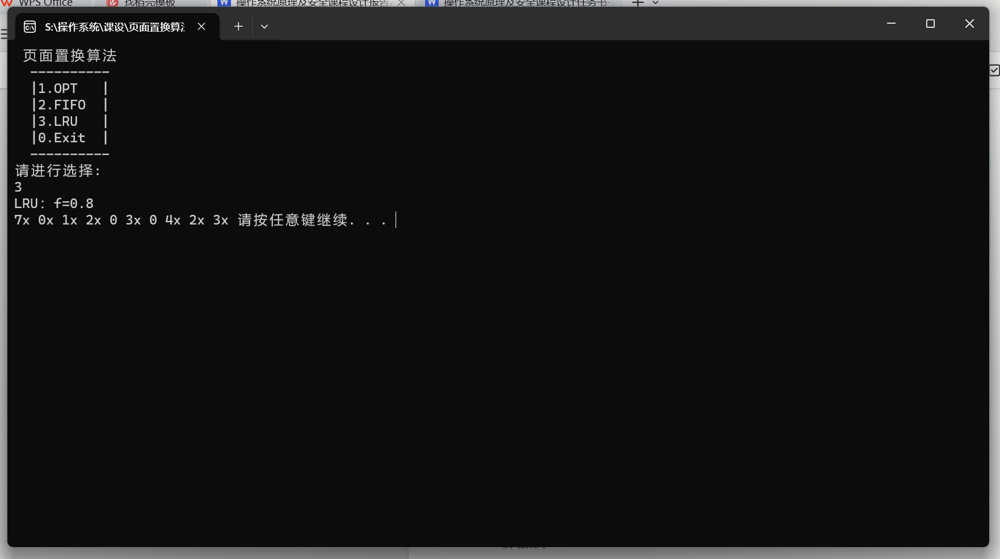 WPS Office 找稻壳模板 操作系统原理及安全课程设计报告 操作系统原理及安全课程设计任务书-
S:\操作系统\课设\页面置换算法
页面置换算法
----------
|1.OPT |
|2.FIFO |
|3.LRU |
|0.Exit |
----------
请进行选择:
3
LRU: f=0.8
7x 0x 1x 2x 0 3x 0 4x 2x 3x 请按任意键继续. . .